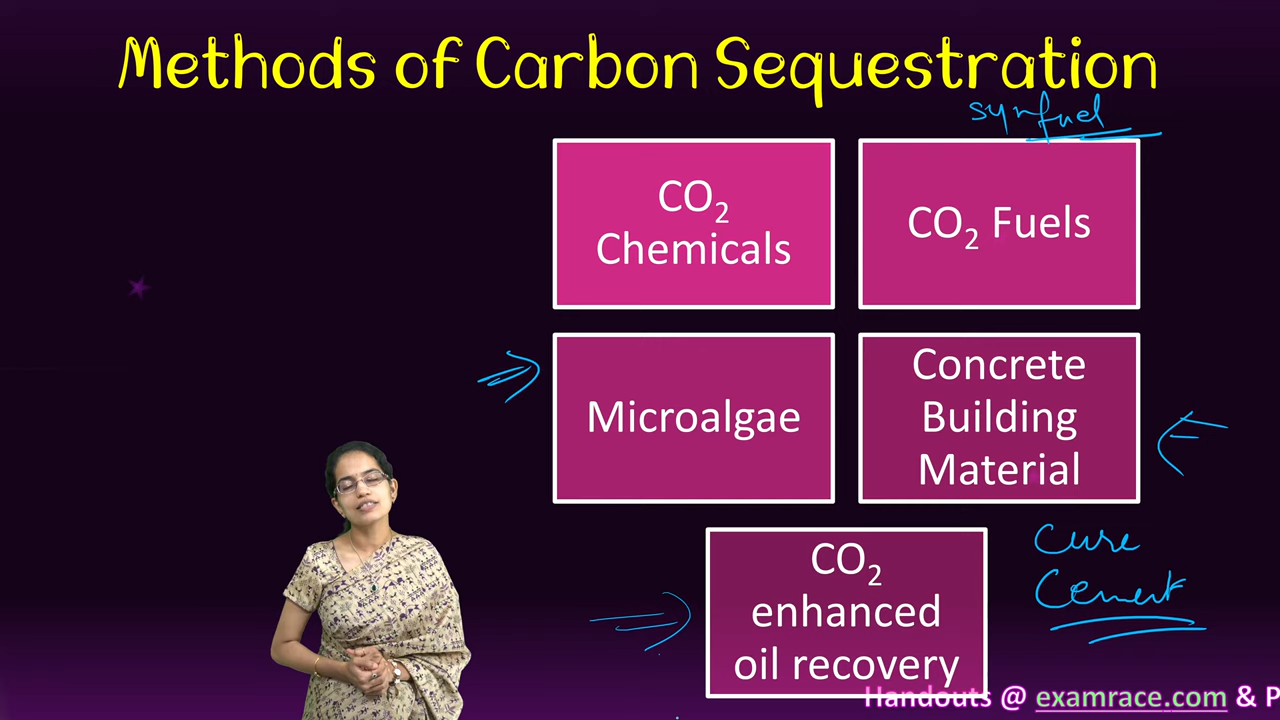 Methods of Carbon Sequestration
synfuel
CO₂
Chemicals
CO₂ Fuels
Microalgae
Concrete
Building
Material
CO₂
enhanced
oil recovery
Cure
Cement
Handouts @ examrace.com & P